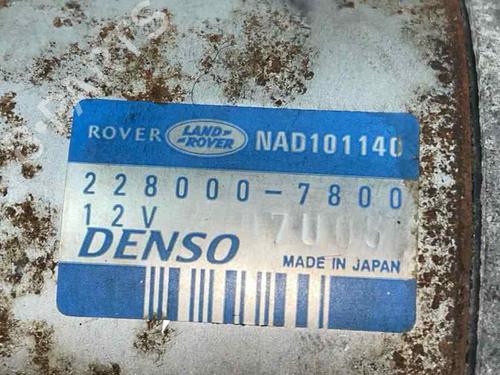 ROVER LAND ROVER NAD101140
228000-7800
12V
DENSO
MADE IN JAPAN